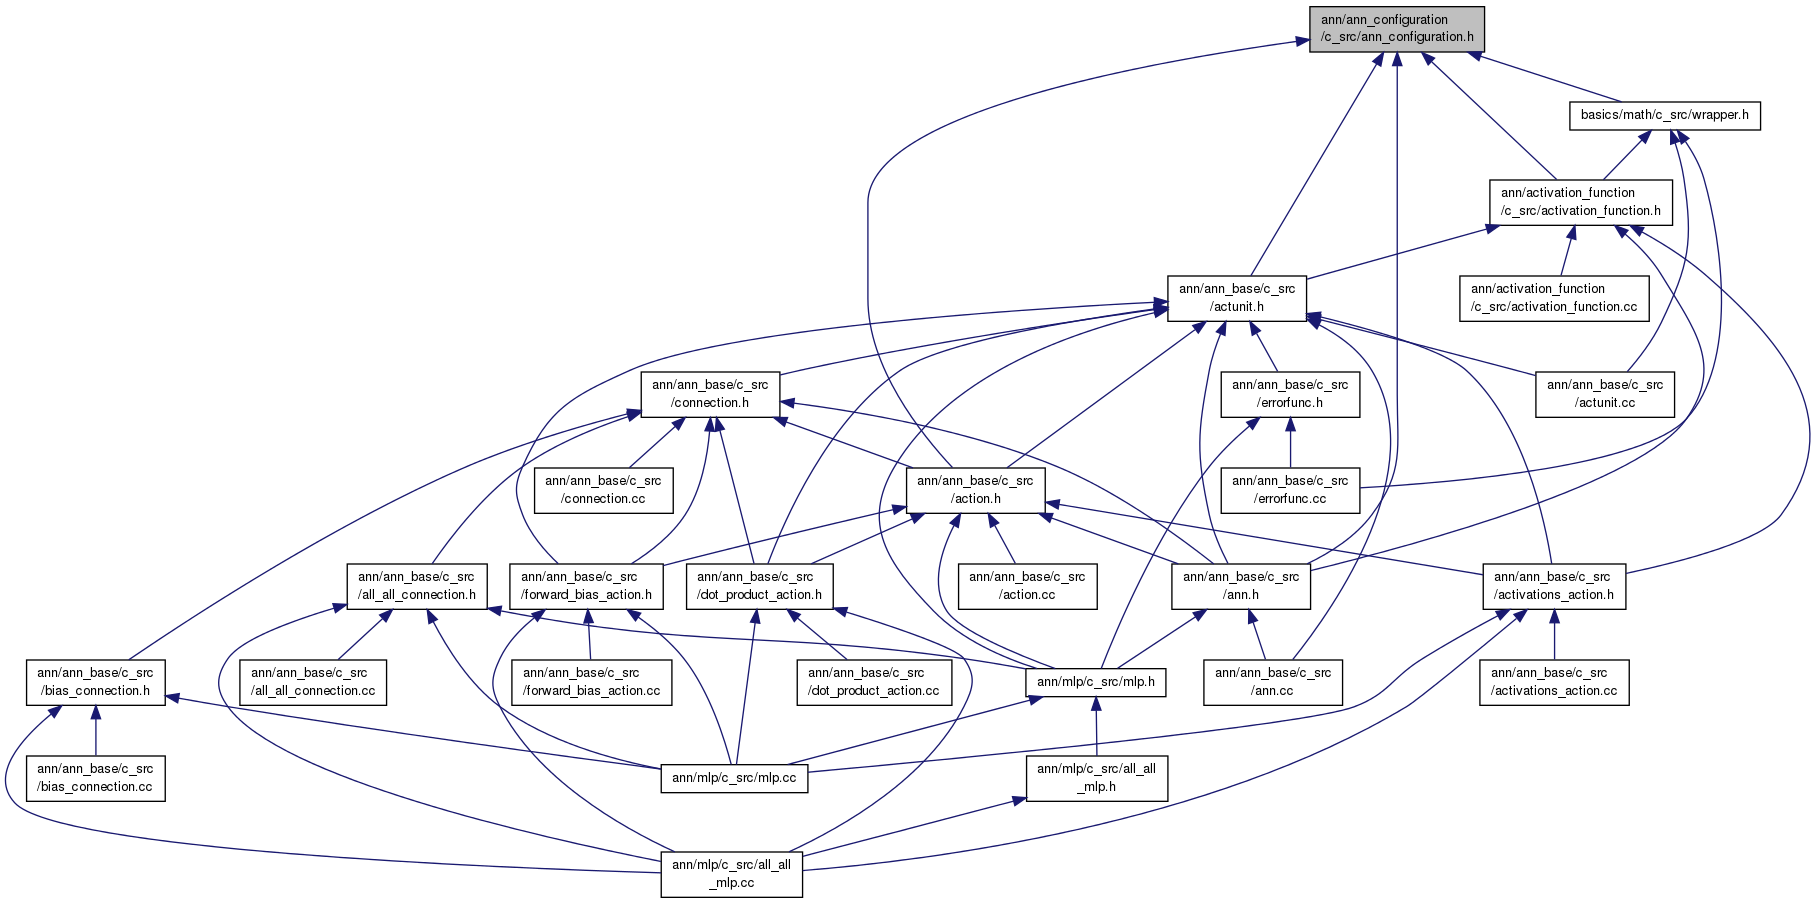 ann/ann_configuration
/c_src/ann_configuration.h
basics/math/c_src/wrapper.h
ann/activation_function
/c_src/activation_function.h
ann/ann_base/c_src
/actunit.h
ann/activation_function
/c_src/activation_function.cc
ann/ann_base/c_src
/connection.h
ann/ann_base/c_src
/errorfunc.h
ann/ann_base/c_src
/actunit.cc
ann/ann_base/c_src
/connection.cc
ann/ann_base/c_src
/action.h
ann/ann_base/c_src
/errorfunc.cc
ann/ann_base/c_src
/all_all_connection.h
ann/ann_base/c_src
/forward_bias_action.h
ann/ann_base/c_src
/dot_product_action.h
ann/ann_base/c_src
/action.cc
ann/ann_base/c_src
/ann.h
ann/ann_base/c_src
/activations_action.h
ann/ann_base/c_src
/bias_connection.h
ann/ann_base/c_src
/all_all_connection.cc
ann/ann_base/c_src
/forward_bias_action.cc
ann/ann_base/c_src
/dot_product_action.cc
ann/mlp/c_src/mlp.h
ann/ann_base/c_src
/ann.cc
ann/ann_base/c_src
/activations_action.cc
ann/ann_base/c_src
/bias_connection.cc
ann/mlp/c_src/mlp.cc
ann/mlp/c_src/all_all
_mlp.h
ann/mlp/c_src/all_all
_mlp.cc